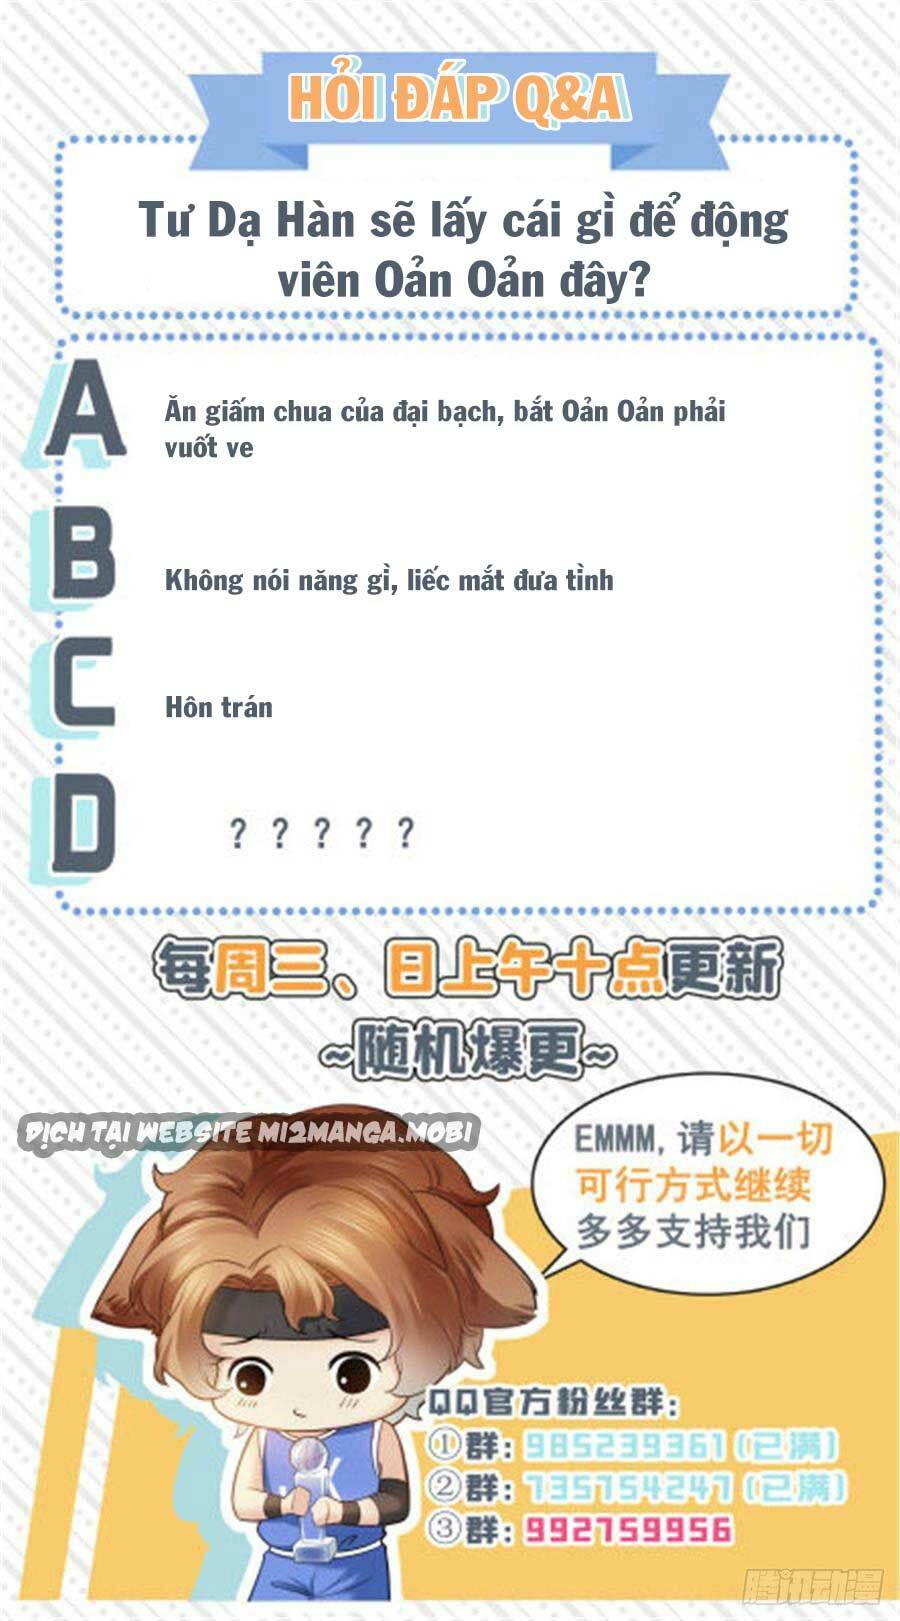 HỎI ĐÁP Q&A
Tư Dạ Hàn sẽ lấy cái gì để động
viên Oản Oản đây?
A
Ăn giấm chua của đại bạch, bắt Oản Oản phải
vuốt ve
B
Không nói năng gì, liếc mắt đưa tình
C
Hôn trán
D
? ? ? ? ?
每周三、日上午十点更新
~随机爆更~
DỊCH TẠI WEBSITE MI2MANGA.MOBI
EMMM, 请以一切
可行方式继续
多多支持我们
QQ官方粉丝群:
①群: 985239361 (已满)
②群: 735754247 (已满)
③群: 992759956
腾讯动漫